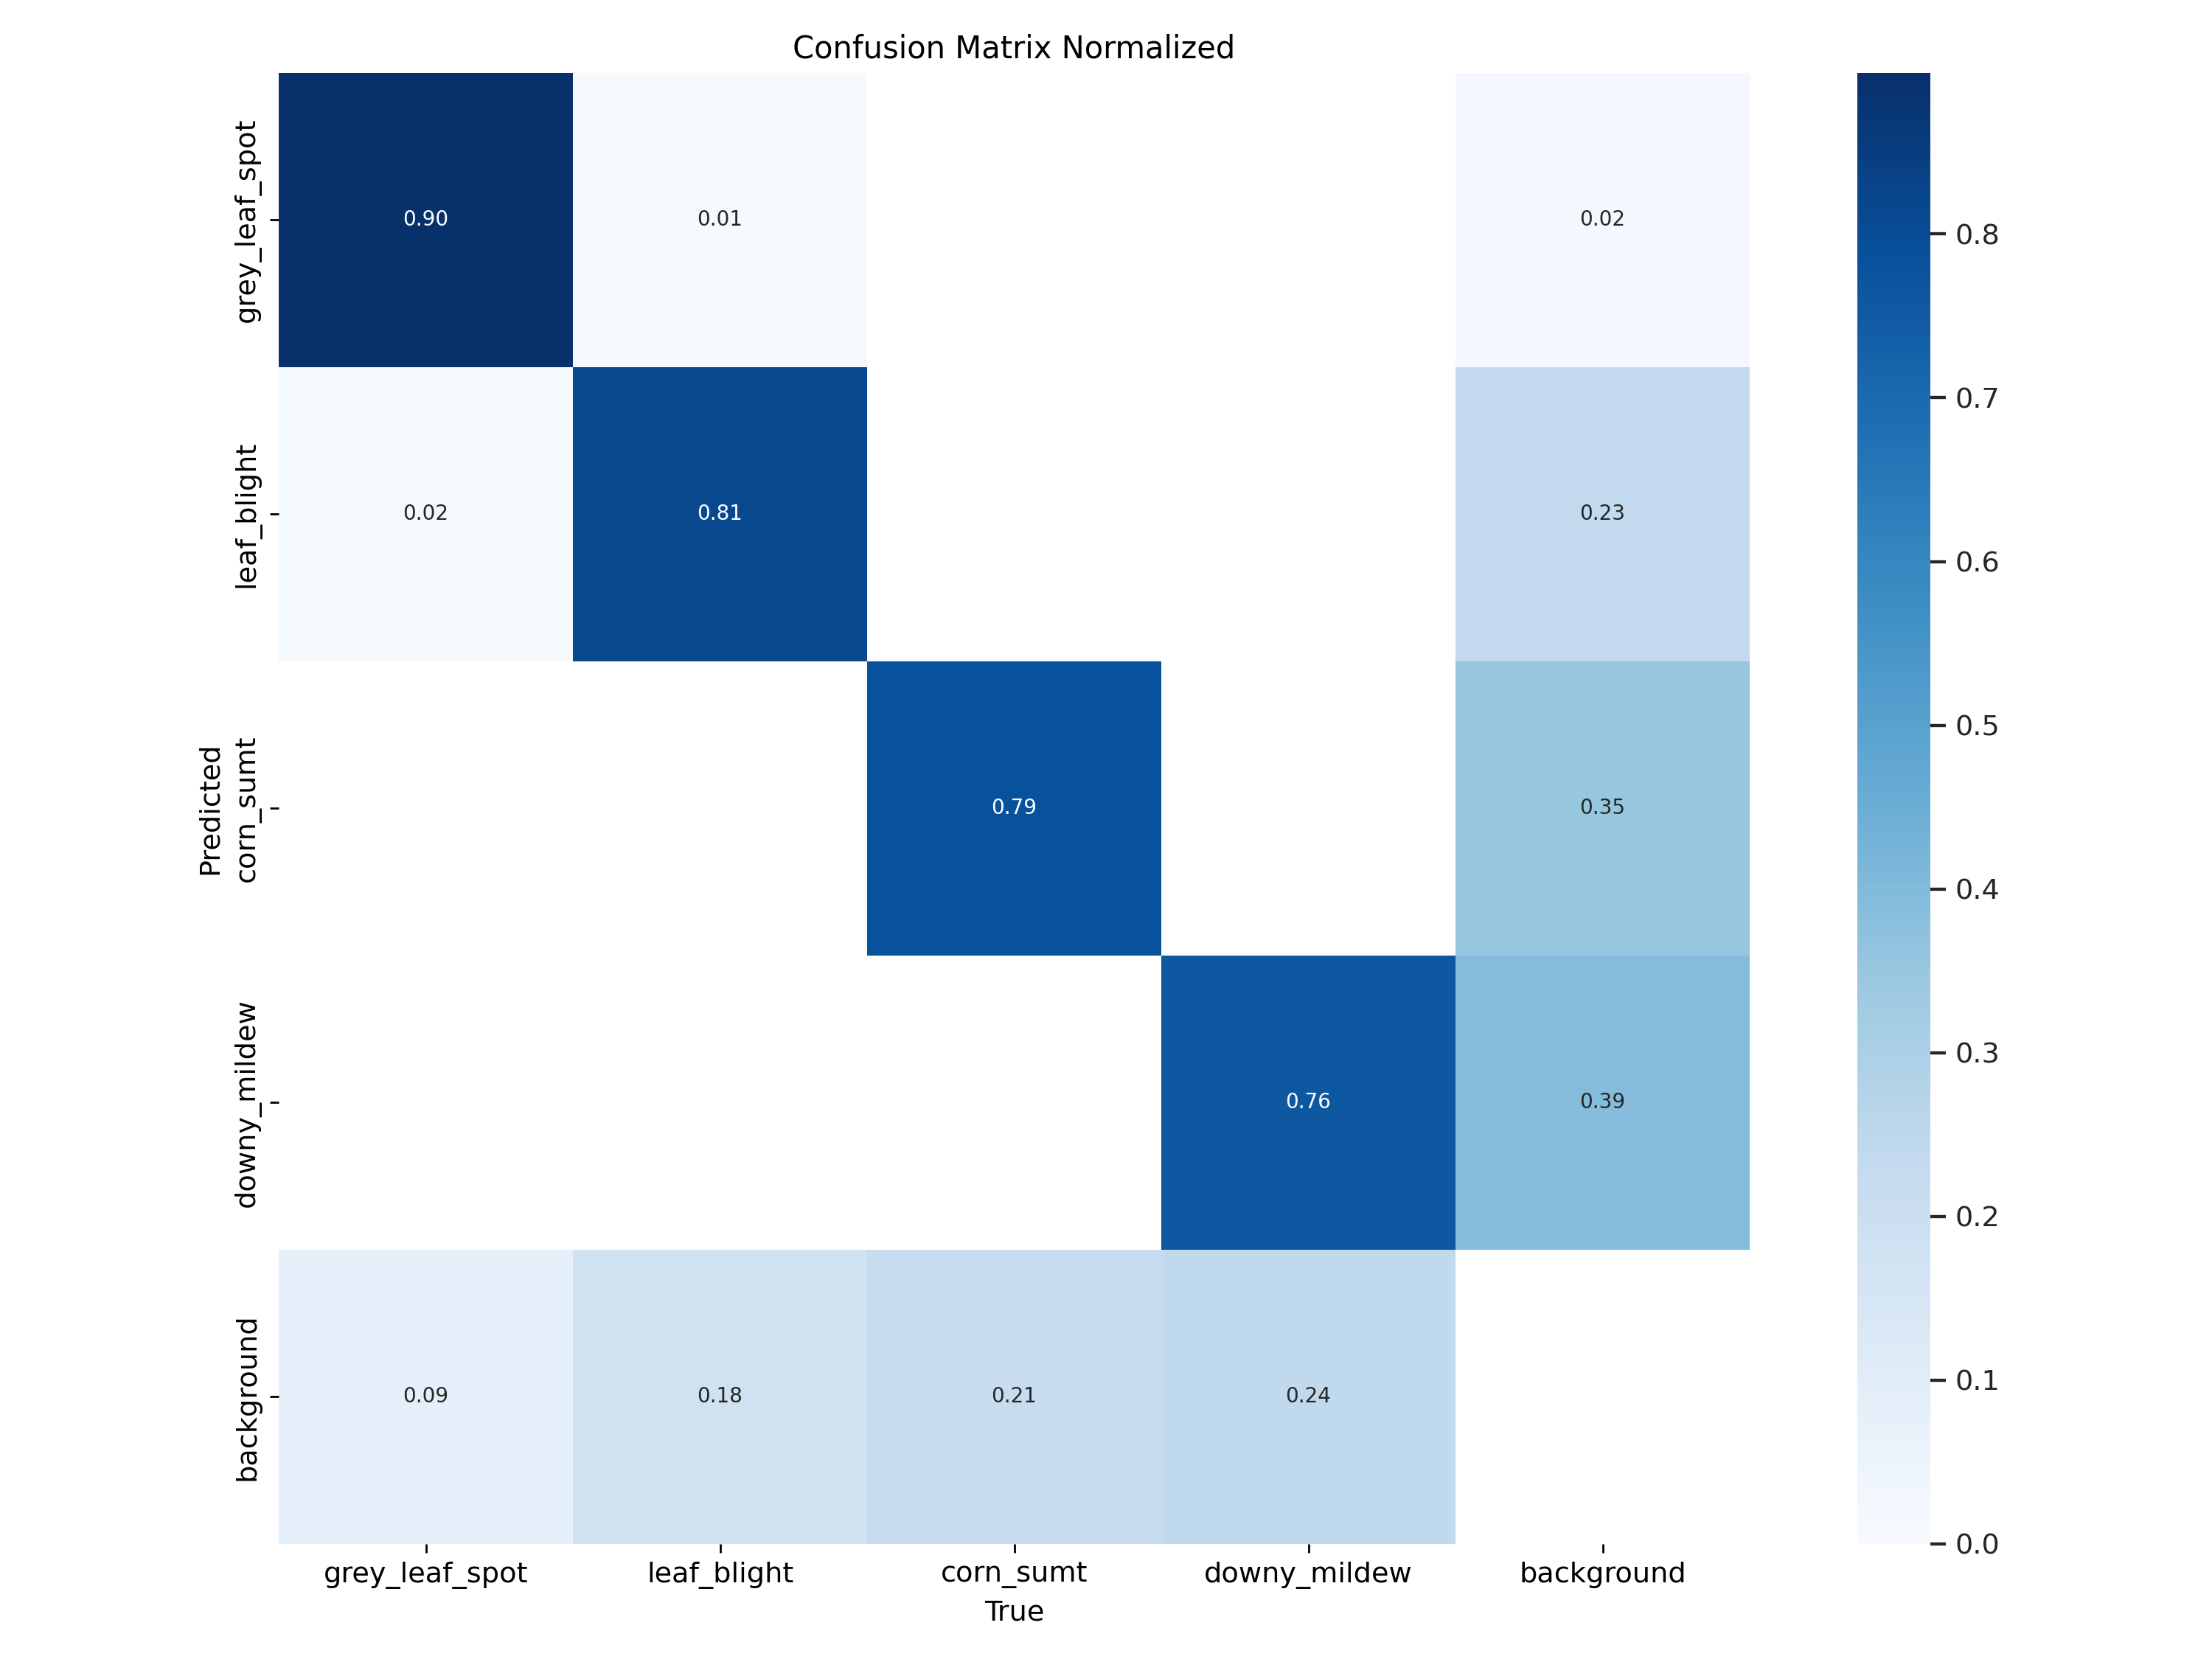 Confusion Matrix Normalized
grey_leaf_spot
0.90
0.01
0.02
leaf_blight
0.02
0.81
0.23
Predicted
corn_sumt
0.79
0.35
downy_mildew
0.76
0.39
background
0.09
0.18
0.21
0.24
grey_leaf_spot
leaf_blight
corn_sumt
downy_mildew
background
True
0.8
0.7
0.6
0.5
0.4
0.3
0.2
0.1
0.0